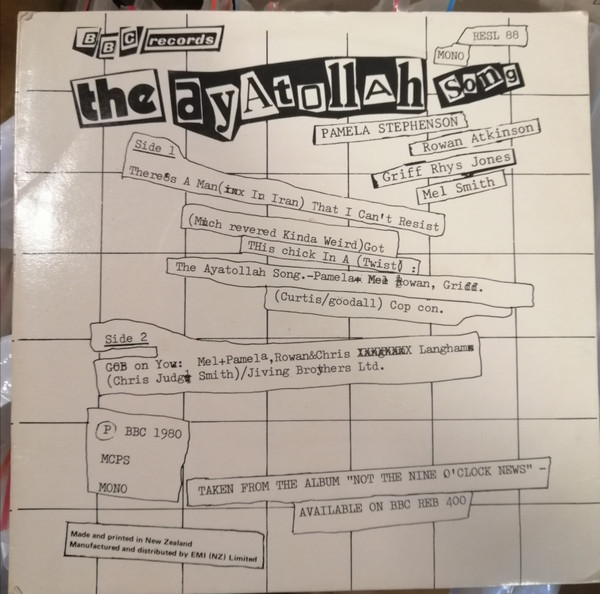 BBC records
RESL 88
MONO
the ayAtollAh song
PAMELA STEPHENSON
Rowan Atkinson
Griff Rhys Jones
Mel Smith
Side 1
Theres A Man( In Iran) That I Can't Resist
(Much revered Kinda Weird)Got
THis chick In A (Twist) :
The Ayatollah Song.-Pamela+ Mel Rowan, Griff.
(Curtis/goodall) Cop con.
Side 2
GOB on You: Mel+Pamela,Rowan&Chris Langham
(Chris Judge Smith)/Jiving Brothers Ltd.
P BBC 1980
MCPS
MONO
TAKEN FROM THE ALBUM "NOT THE NINE O'CLOCK NEWS" -
AVAILABLE ON BBC REB 400
Made and printed in New Zealand
Manufactured and distributed by EMI (NZ) Limited